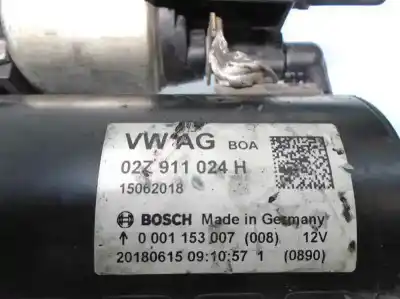 VW AG BOA
02Z 911 024 H
15062018
BOSCH Made in Germany
↑ 0 001 153 007 (008) 12V
20180615 09:10:57 1 (0890)